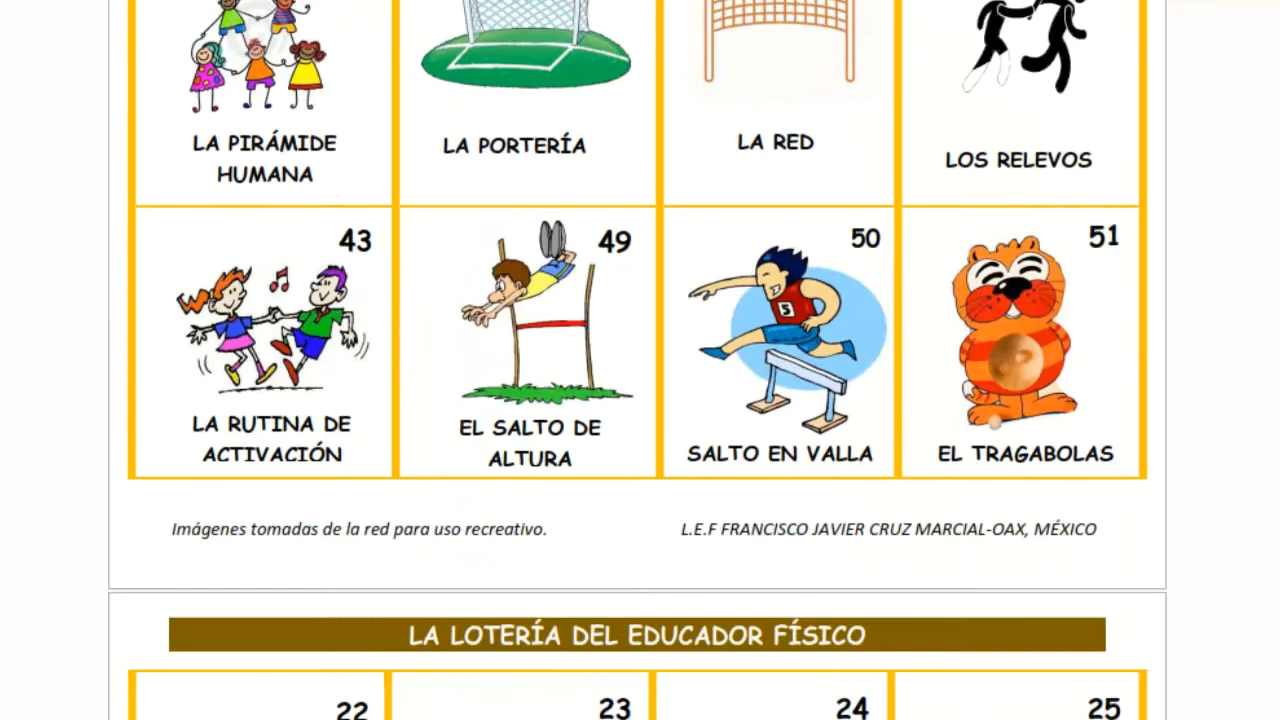 LA PIRÁMIDE
HUMANA
LA PORTERÍA
LA RED
LOS RELEVOS
43
LA RUTINA DE
ACTIVACIÓN
49
EL SALTO DE
ALTURA
50
5
SALTO EN VALLA
51
EL TRAGABOLAS
Imágenes tomadas de la red para uso recreativo.
L.E.F FRANCISCO JAVIER CRUZ MARCIAL-OAX, MÉXICO
LA LOTERÍA DEL EDUCADOR FÍSICO
22
23
24
25